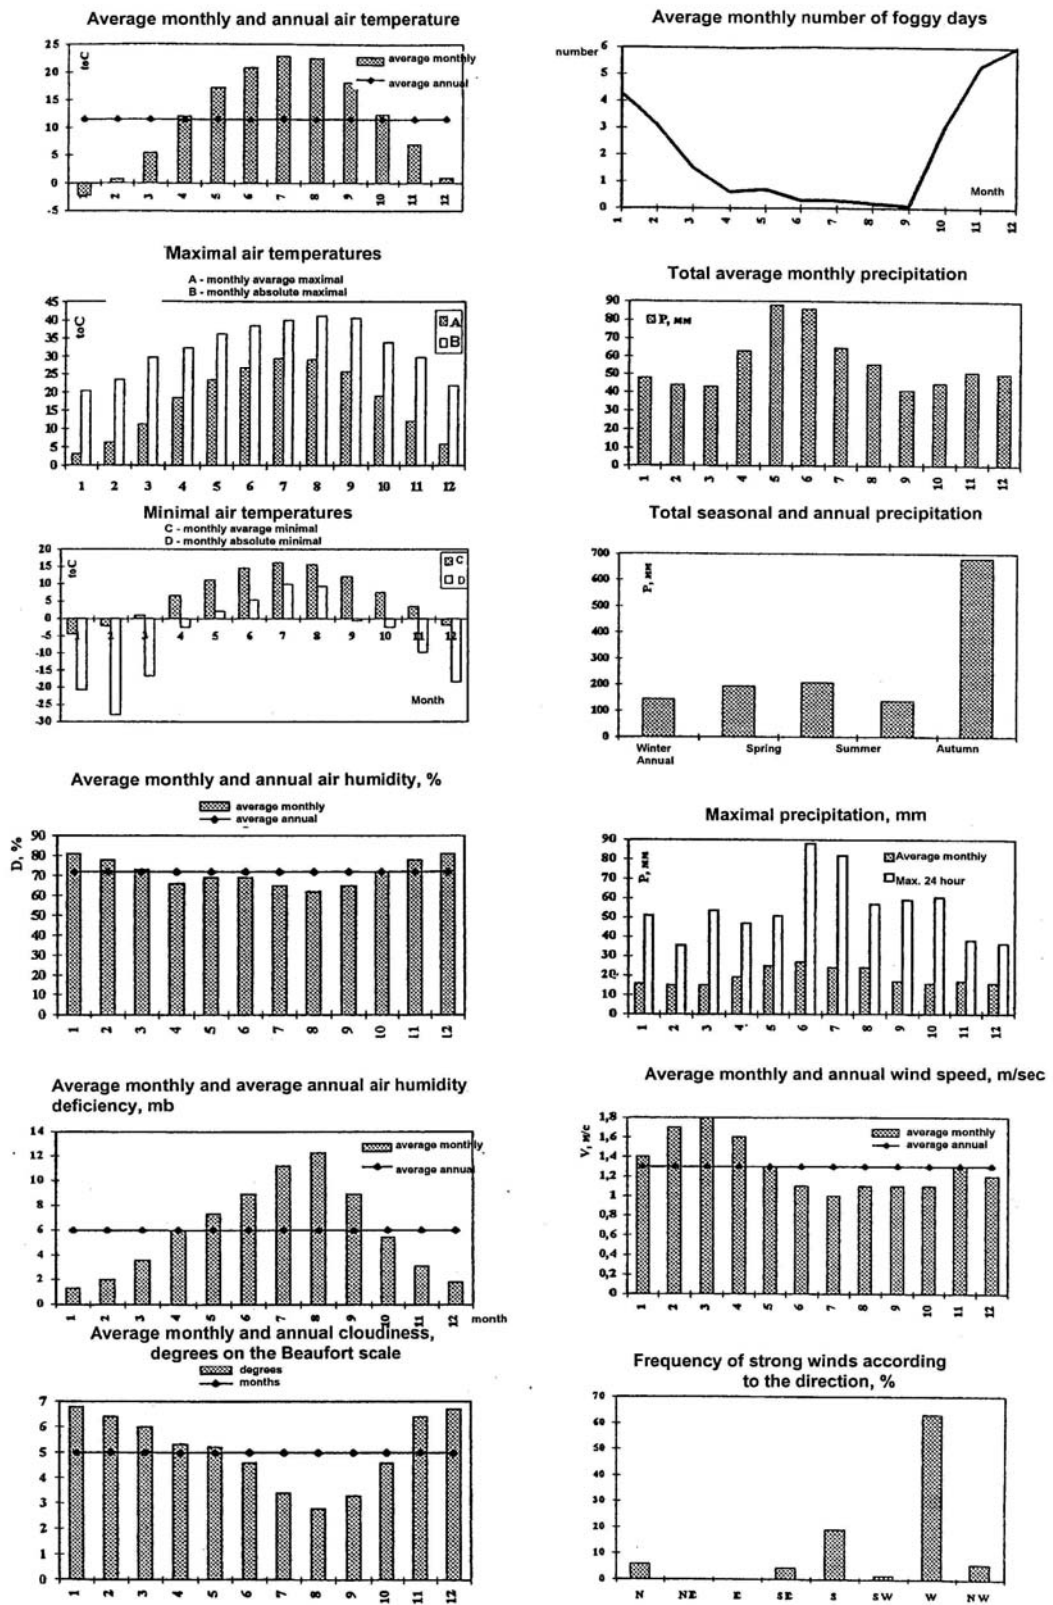 Average monthly and annual air temperature
25
20
15
10
5
0
-5
toC
average monthly
average annual
1 2 3 4 5 6 7 8 9 10 11 12
Maximal air temperatures
A - monthly avarage maximal
B - monthly absolute maximal
45
40
35
30
25
20
15
10
5
0
toC
A
B
1 2 3 4 5 6 7 8 9 10 11 12
Minimal air temperatures
C - monthly avarage minimal
D - monthly absolute minimal
20
15
10
5
0
-5
-10
-15
-20
-25
-30
toC
C
D
1 2 3 4 5 6 7 8 9 10 11 12
Month
Average monthly and annual air humidity, %
average monthly
average annual
D, %
90
80
70
60
50
40
30
20
10
0
1 2 3 4 5 6 7 8 9 10 11 12
Average monthly and average annual air humidity
deficiency, mb
14
12
10
8
6
4
2
0
average monthly
average annual
1 2 3 4 5 6 7 8 9 10 11 12 month
Average monthly and annual cloudiness,
degrees on the Beaufort scale
degrees
months
7
6
5
4
3
2
1
0
1 2 3 4 5 6 7 8 9 10 11 12
Average monthly number of foggy days
number
6
5
4
3
2
1
0
Month
1 2 3 4 5 6 7 8 9 10 11 12
Total average monthly precipitation
90
80
70
60
50
40
30
20
10
0
P, мм
1 2 3 4 5 6 7 8 9 10 11 12
Total seasonal and annual precipitation
700
600
500
400
300
200
100
0
P, мм
Winter Spring Summer Autumn
Annual
Maximal precipitation, mm
90
80
70
60
50
40
30
20
10
0
P, мм
Average monthly
Max. 24 hour
1 2 3 4 5 6 7 8 9 10 11 12
Average monthly and annual wind speed, m/sec
V, м/с
1,8
1,6
1,4
1,2
1
0,8
0,6
0,4
0,2
0
average monthly
average annual
1 2 3 4 5 6 7 8 9 10 11 12
Frequency of strong winds according
to the direction, %
70
60
50
40
30
20
10
0
N NE E SE S SW W NW